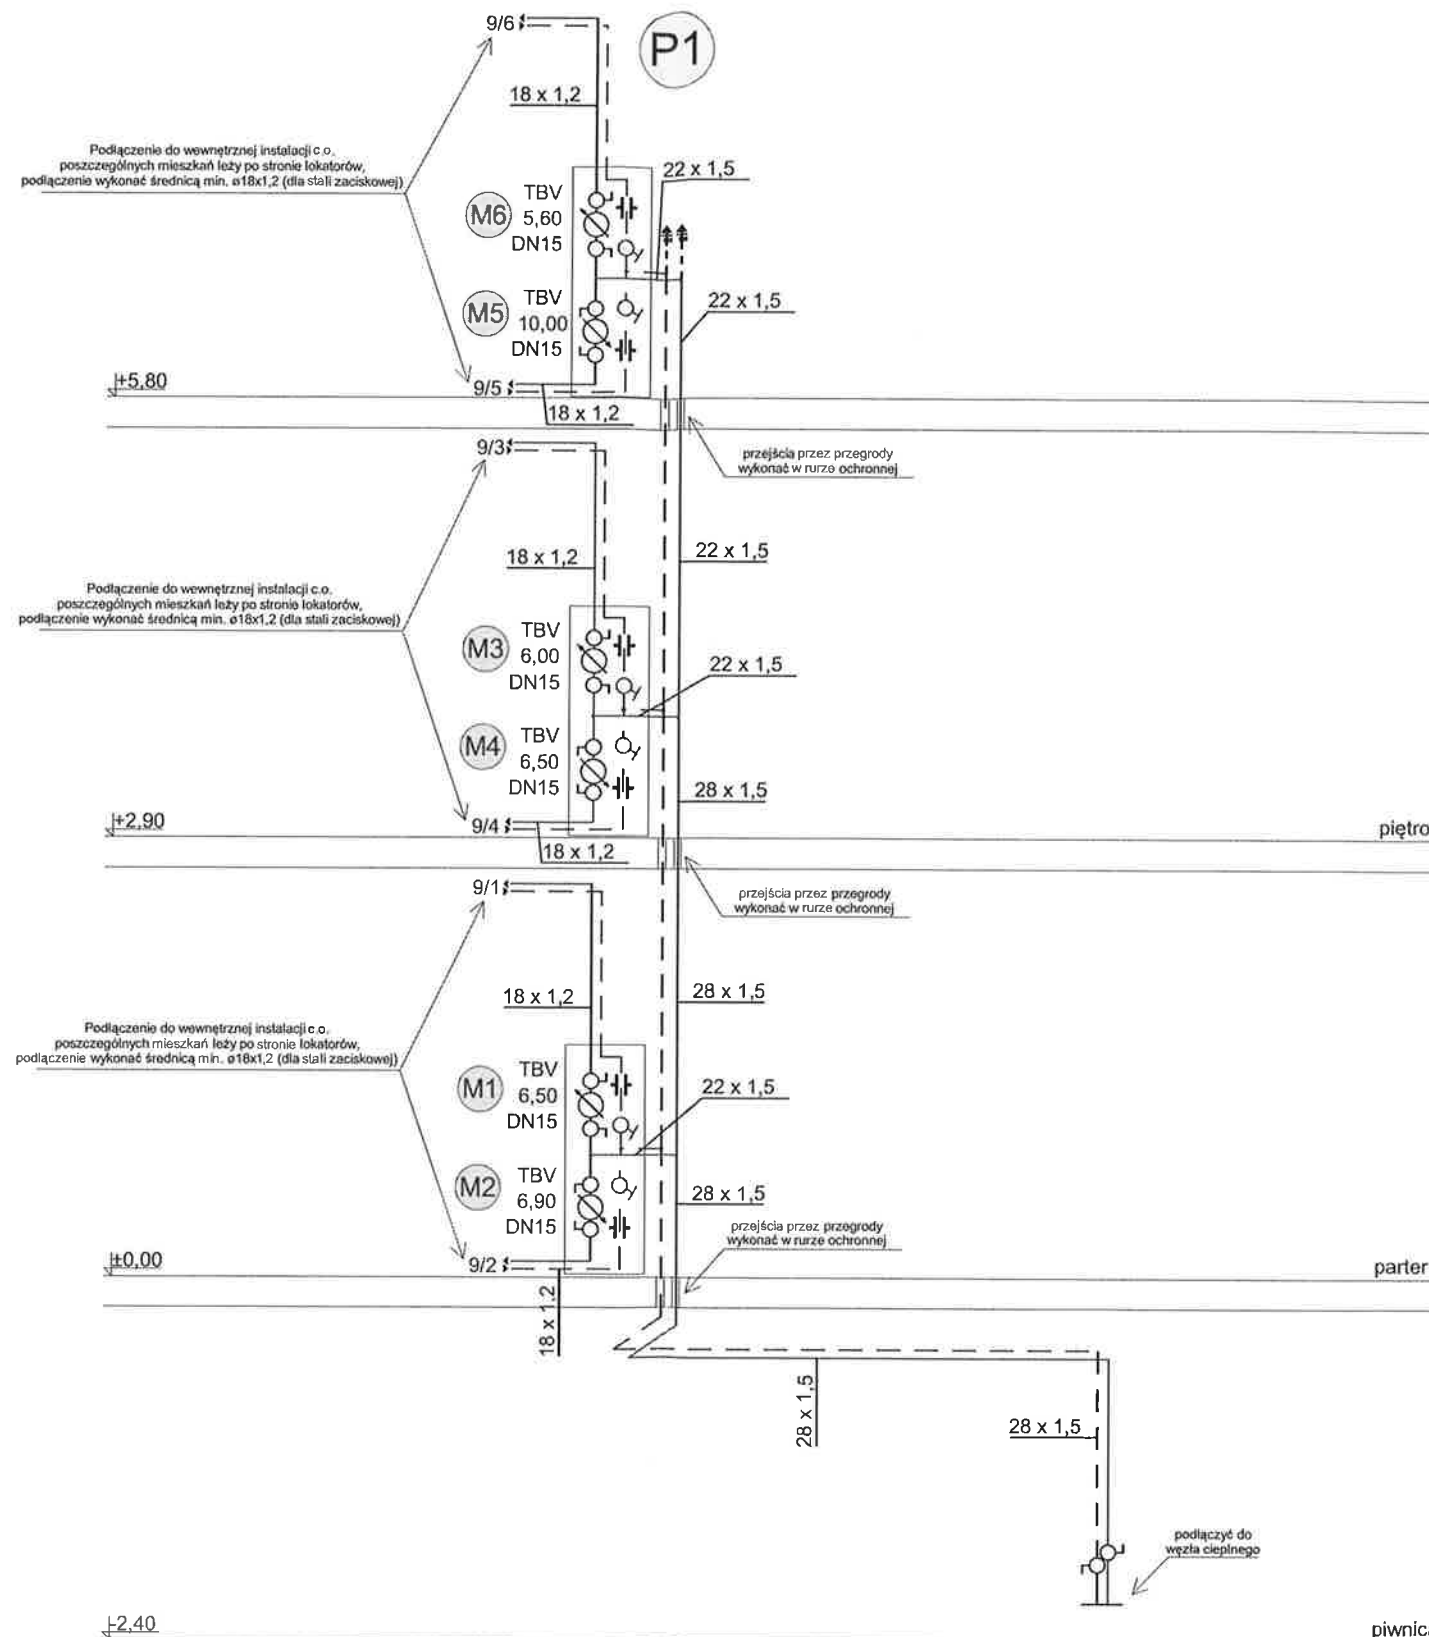 9/6
P1
18 x 1,2
Podłączenie do wewnętrznej instalacji c.o.
poszczególnych mieszkań leży po stronie lokatorów,
podłączenie wykonać średnicą min. ø18x1,2 (dla stali zaciskowej)
22 x 1,5
M6
TBV
5,60
DN15
M5
TBV
10,00
DN15
22 x 1,5
+5,80
9/5
18 x 1,2
9/3
przejścia przez przegrody
wykonać w rurze ochronnej
18 x 1,2
22 x 1,5
Podłączenie do wewnętrznej instalacji c.o.
poszczególnych mieszkań leży po stronie lokatorów,
podłączenie wykonać średnicą min. ø18x1,2 (dla stali zaciskowej)
M3
TBV
6,00
DN15
22 x 1,5
M4
TBV
6,50
DN15
28 x 1,5
+2,90
9/4
piętro
18 x 1,2
9/1
przejścia przez przegrody
wykonać w rurze ochronnej
18 x 1,2
28 x 1,5
Podłączenie do wewnętrznej instalacji c.o.
poszczególnych mieszkań leży po stronie lokatorów,
podłączenie wykonać średnicą min. ø18x1,2 (dla stali zaciskowej)
M1
TBV
6,50
DN15
22 x 1,5
M2
TBV
6,90
DN15
28 x 1,5
przejścia przez przegrody
wykonać w rurze ochronnej
±0,00
9/2
parter
18 x 1,2
28 x 1,5
28 x 1,5
podłączyć do
węzła cieplnego
-2,40
piwnica